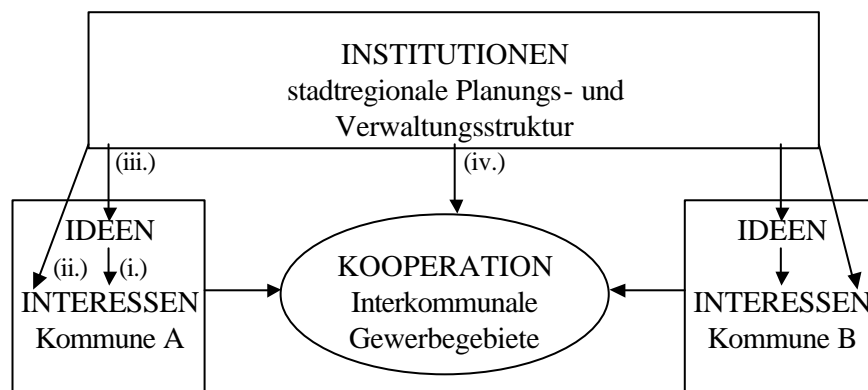 INSTITUTIONEN
stadtregionale Planungs- und
Verwaltungsstruktur
(iii.)
(iv.)
IDEEN
(ii.)
(i.)
INTERESSEN
Kommune A
KOOPERATION
Interkommunale
Gewerbegebiete
IDEEN
INTERESSEN
Kommune B